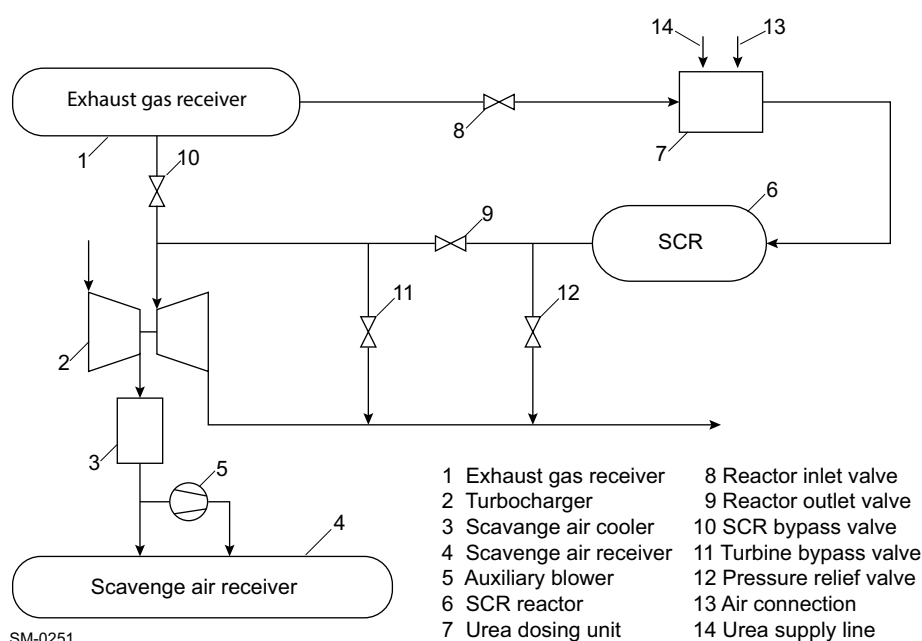 14
13
Exhaust gas receiver
1
8
7
10
6
9
SCR
11
12
2
3
5
4
Scavenge air receiver
1 Exhaust gas receiver
2 Turbocharger
3 Scavange air cooler
4 Scavenge air receiver
5 Auxiliary blower
6 SCR reactor
7 Urea dosing unit
8 Reactor inlet valve
9 Reactor outlet valve
10 SCR bypass valve
11 Turbine bypass valve
12 Pressure relief valve
13 Air connection
14 Urea supply line
SM-0251